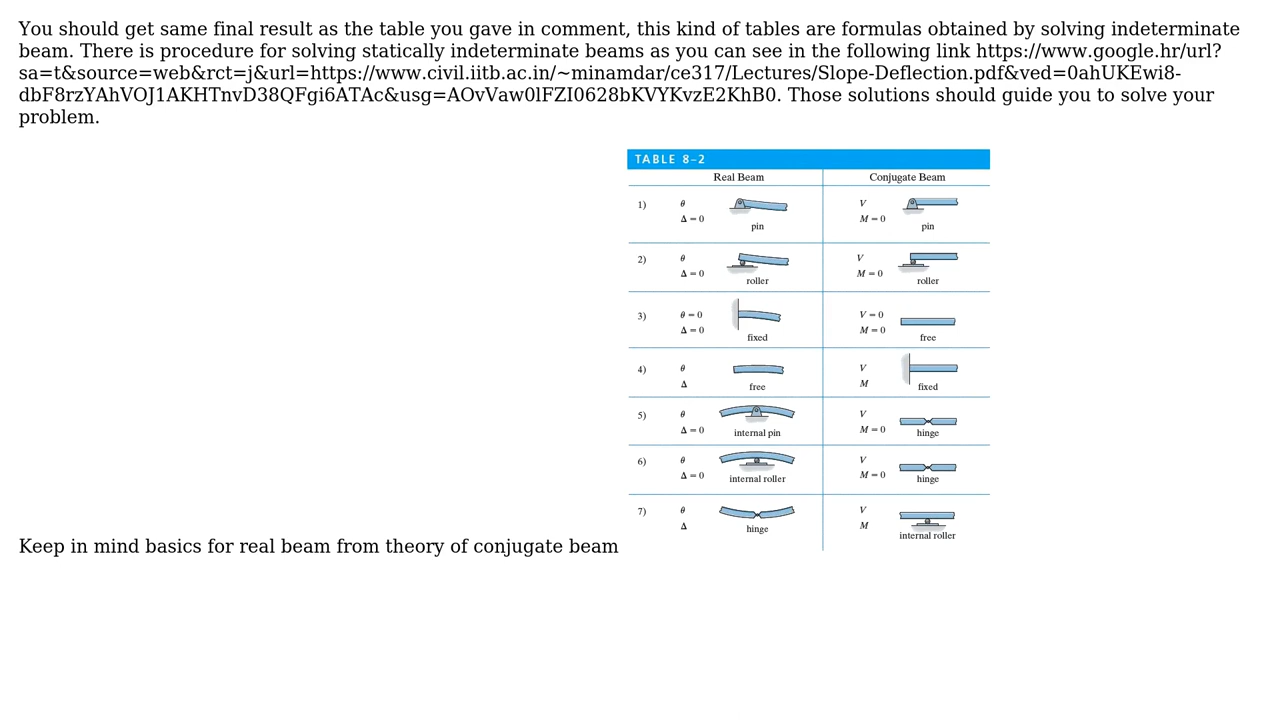 You should get same final result as the table you gave in comment, this kind of tables are formulas obtained by solving indeterminate
beam. There is procedure for solving statically indeterminate beams as you can see in the following link https://www.google.hr/url?
sa=t&source=web&rct=j&url=https://www.civil.iitb.ac.in/~minamdar/ce317/Lectures/Slope-Deflection.pdf&ved=0ahUKEwi8-
dbF8rzYAhVOJ1AKHTnvD38QFgi6ATAc&usg=AOvVaw0lFZI0628bKVYKvzE2KhB0. Those solutions should guide you to solve your
problem.
TABLE 8–2
Real Beam Conjugate Beam
1) θ V
Δ = 0 M = 0
pin pin
2) θ V
Δ = 0 M = 0
roller roller
3) θ = 0 V = 0
Δ = 0 M = 0
fixed free
4) θ V
Δ M
free fixed
5) θ V
Δ = 0 M = 0
internal pin hinge
6) θ V
Δ = 0 M = 0
internal roller hinge
7) θ V
Δ M
hinge internal roller
Keep in mind basics for real beam from theory of conjugate beam